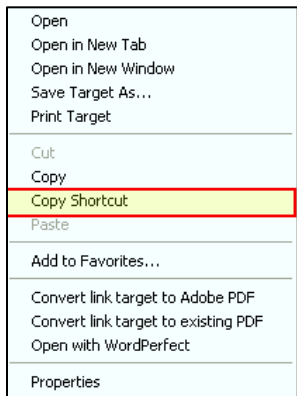 Open
Open in New Tab
Open in New Window
Save Target As...
Print Target
Cut
Copy
Copy Shortcut
Paste
Add to Favorites...
Convert link target to Adobe PDF
Convert link target to existing PDF
Open with WordPerfect
Properties